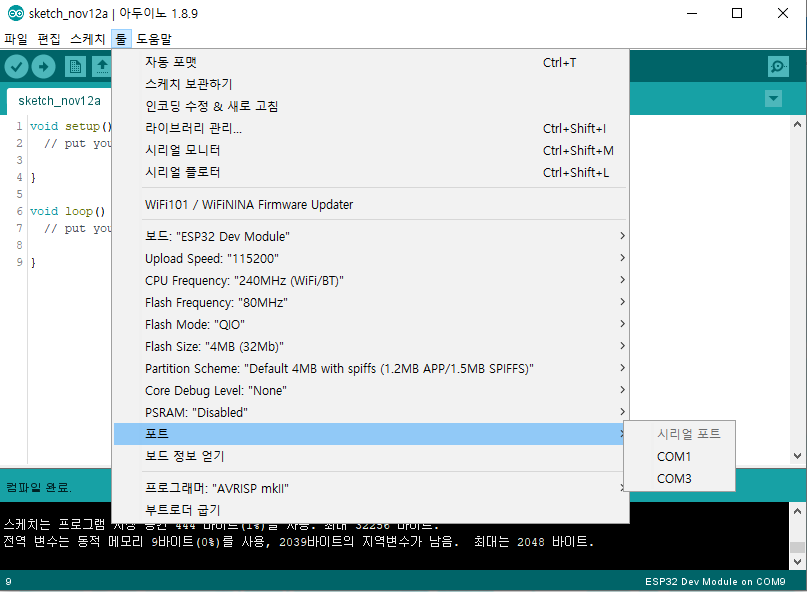 sketch_nov12a | 아두이노 1.8.9
파일 편집 스케치 툴 도움말
sketch_nov12a
1 void setup()
2 // put you
3
4 }
5
6 void loop()
7 // put you
8
9 }
자동 포맷 Ctrl+T
스케치 보관하기
인코딩 수정 & 새로 고침
라이브러리 관리... Ctrl+Shift+I
시리얼 모니터 Ctrl+Shift+M
시리얼 플로터 Ctrl+Shift+L
WiFi101 / WiFiNINA Firmware Updater
보드: "ESP32 Dev Module"
Upload Speed: "115200"
CPU Frequency: "240MHz (WiFi/BT)"
Flash Frequency: "80MHz"
Flash Mode: "QIO"
Flash Size: "4MB (32Mb)"
Partition Scheme: "Default 4MB with spiffs (1.2MB APP/1.5MB SPIFFS)"
Core Debug Level: "None"
PSRAM: "Disabled"
포트
보드 정보 얻기
프로그래머: "AVRISP mkII"
부트로더 굽기
시리얼 포트
COM1
COM3
컴파일 완료.
스케치는 프로그램 저장 공간 444 바이트(1%)를 사용. 최대 32256 바이트.
전역 변수는 동적 메모리 9바이트(0%)를 사용, 2039바이트의 지역변수가 남음. 최대는 2048 바이트.
9 ESP32 Dev Module on COM9